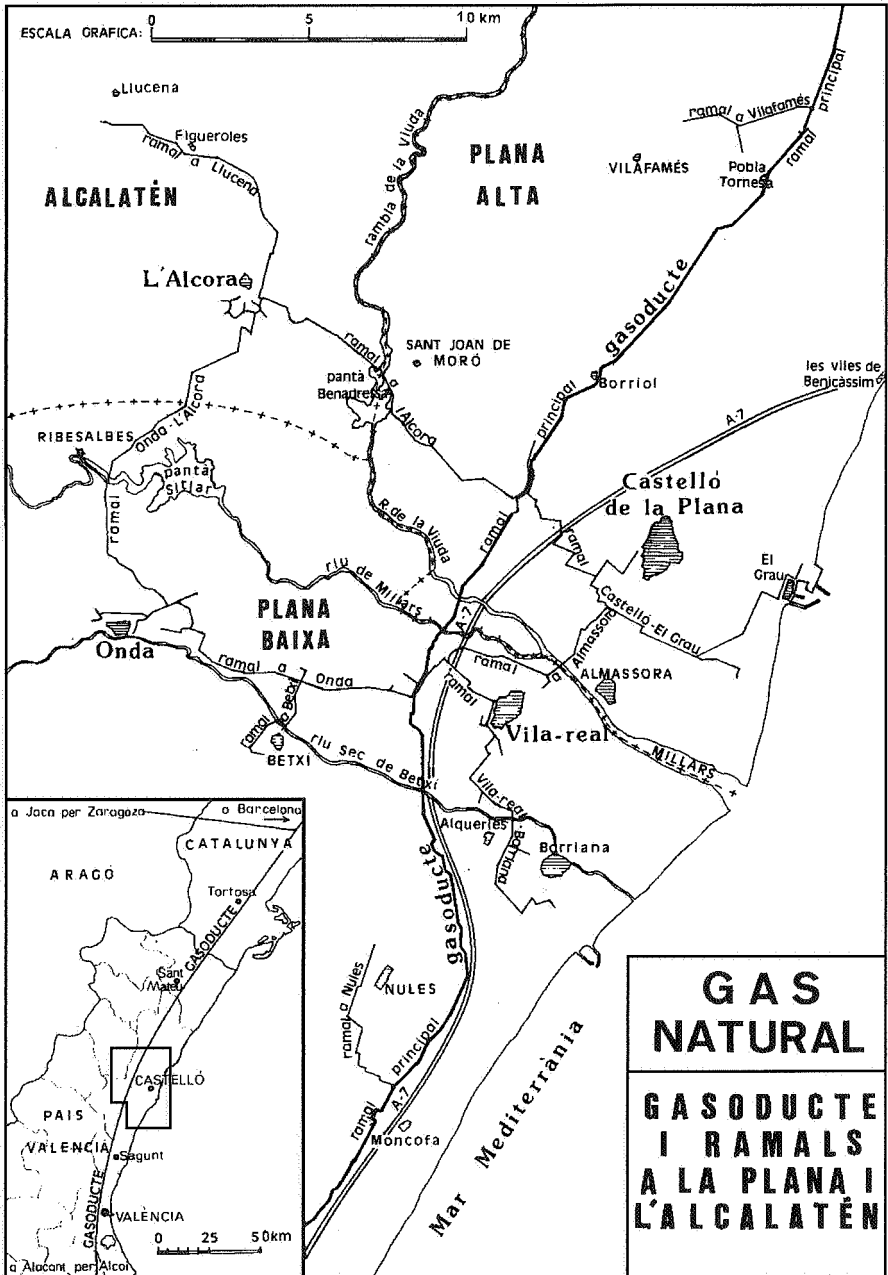 ESCALA GRÀFICA:
0 5 10 km
Llucena
Figueroles
ramal a Llucena
ALCALATÉN
rambla de la Viuda
PLANA
ALTA
ramal a Vilafamés
VILAFAMÉS
Pobla
Tornesa
ramal principal
L'Alcora
ramal a l'Alcora
SANT JOAN DE
MORÓ
pantà
Benadressa
gasoducte
principal
ramal
Borriol
les viles de
Benicàssim
A-7
RIBESALBES
ramal Onda-L'Alcora
pantà
Sitjar
R. de la Viuda
Castelló
de la Plana
El
Grau
ramal Castelló-El Grau
riu de Millars
PLANA
BAIXA
A-7
Onda
ramal a Onda
ramal a Almassora
ALMASSORA
ramal a Betxí
BETXÍ
riu sec de Betxí
ramal
Vila-real
Vila-real-Borriana
MILLARS
Alqueries
Borriana
gasoducte
NULES
ramal a Nules
ramal principal
A-7
Moncofa
Mar Mediterrània
a Jaca per Zaragoza
a Barcelona
CATALUNYA
ARAGÓ
Tortosa
GASODUCTE
Sant
Mateu
CASTELLÓ
PAIS
VALENCIÀ
Sagunt
GASODUCTE
VALÈNCIA
0 25 50km
a Alacant per Alcoi
GAS
NATURAL
GASODUCTE
I RAMALS
A LA PLANA I
L'ALCALATÉN